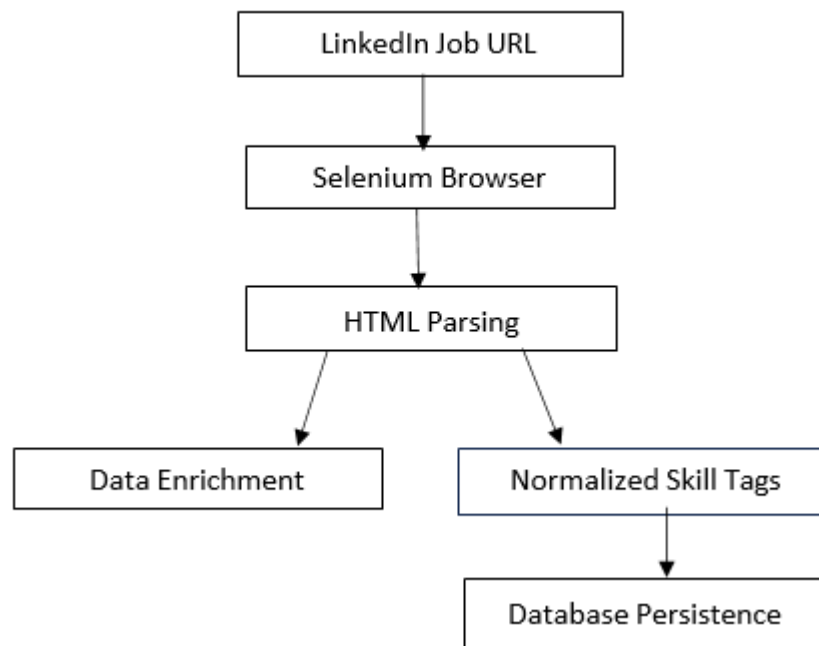 LinkedIn Job URL
Selenium Browser
HTML Parsing
Data Enrichment
Normalized Skill Tags
Database Persistence